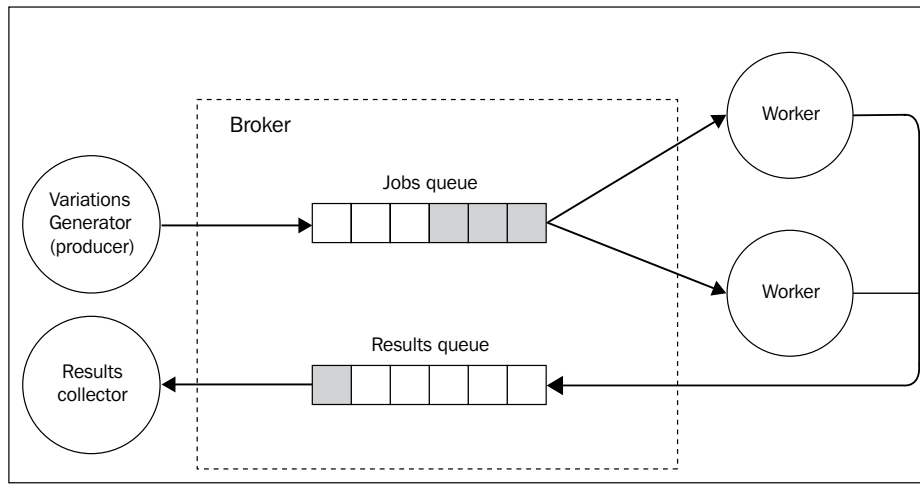 Broker
Worker
Jobs queue
Variations
Generator
(producer)
Worker
Results queue
Results
collector